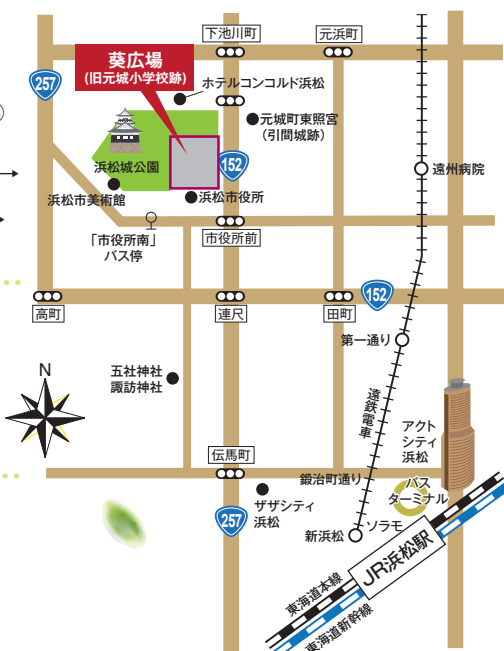 下池川町
元浜町
葵広場
(旧元城小学校跡)
257
ホテルコンコルド浜松
元城町東照宮
(引間城跡)
浜松城公園
152
遠州病院
浜松市美術館
浜松市役所
「市役所南」
バス停
市役所前
152
高町
連尺
田町
第一通り
五社神社
諏訪神社
N
遠鉄電車
アクト
シティ
浜松
伝馬町
鍛治町通り
バス
ターミナル
ザザシティ
浜松
257
新浜松
ソラモ
JR浜松駅
東海道本線
東海道新幹線